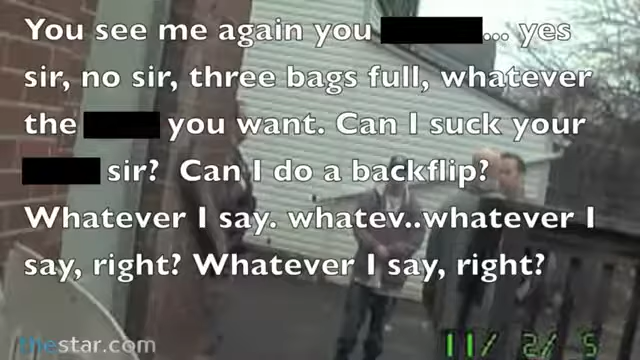 You see me again you ... yes
sir, no sir, three bags full, whatever
the you want. Can I suck your
sir? Can I do a backflip?
Whatever I say. whatev..whatever I
say, right? Whatever I say, right?
thestar.com
11/ 2/ 5